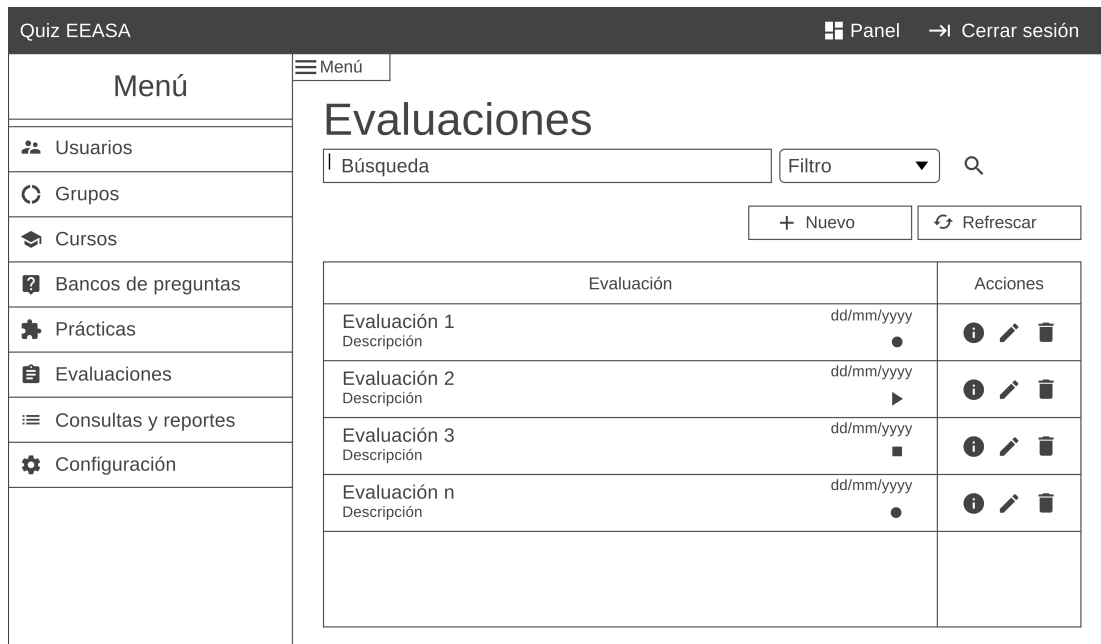 Quiz EEASA
Panel
Cerrar sesión
Menú
Usuarios
Grupos
Cursos
Bancos de preguntas
Prácticas
Evaluaciones
Consultas y reportes
Configuración
Menú
Evaluaciones
Búsqueda
Filtro
Nuevo
Refrescar
Evaluación
Acciones
Evaluación 1
dd/mm/yyyy
Descripción
Evaluación 2
dd/mm/yyyy
Descripción
Evaluación 3
dd/mm/yyyy
Descripción
Evaluación n
dd/mm/yyyy
Descripción